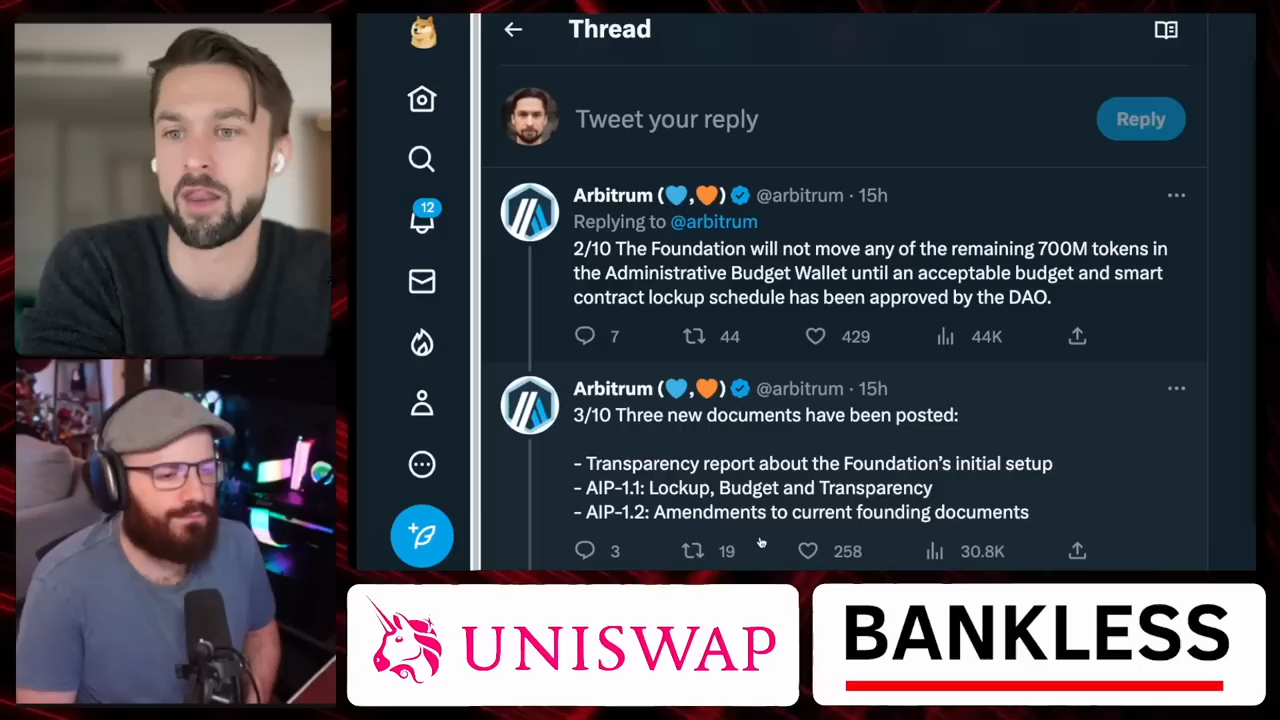 Thread
Tweet your reply
Reply
12
Arbitrum (🩵,🧡) @arbitrum · 15h
Replying to @arbitrum
2/10 The Foundation will not move any of the remaining 700M tokens in
the Administrative Budget Wallet until an acceptable budget and smart
contract lockup schedule has been approved by the DAO.
7 44 429 44K
Arbitrum (🩵,🧡) @arbitrum · 15h
3/10 Three new documents have been posted:
- Transparency report about the Foundation’s initial setup
- AIP-1.1: Lockup, Budget and Transparency
- AIP-1.2: Amendments to current founding documents
3 19 258 30.8K
UNISWAP
BANKLESS